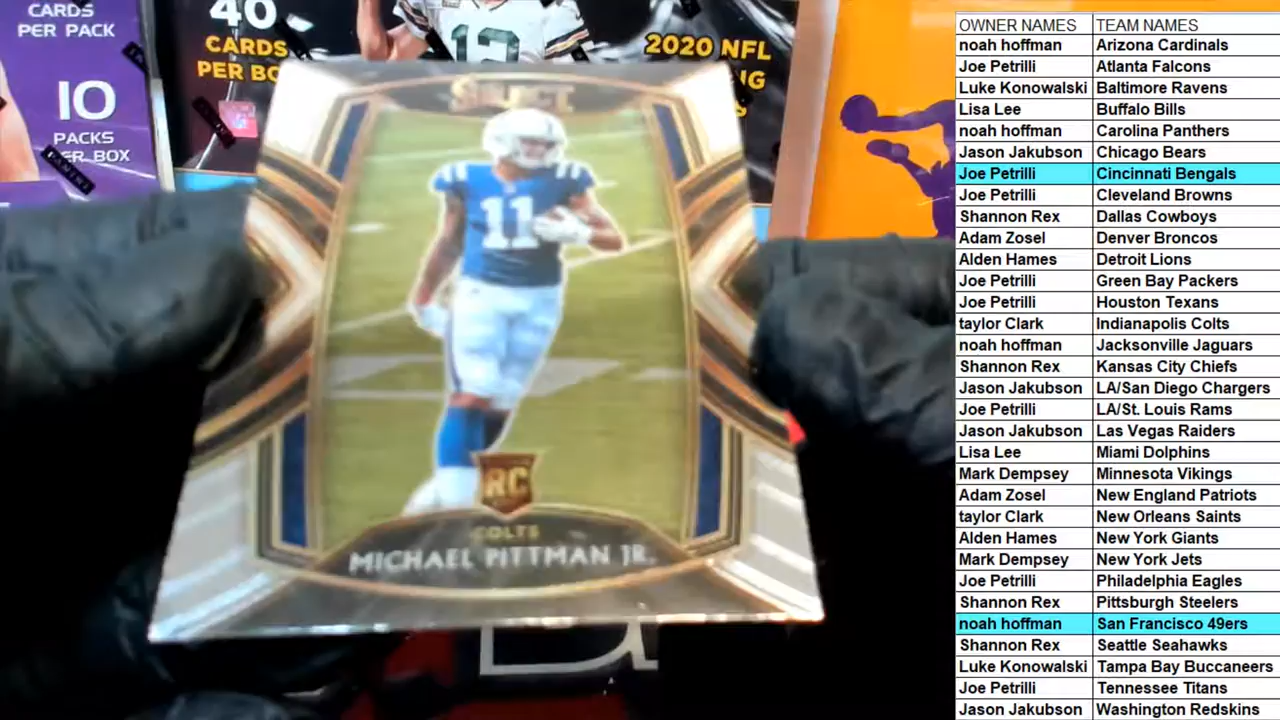 CARDS
PER PACK
10
PACKS
PER BOX
40
CARDS
PER BO
12
2020 NFL
SELECT
11
RC
COLTS
MICHAEL PITTMAN JR.
OWNER NAMES TEAM NAMES
noah hoffman Arizona Cardinals
Joe Petrilli Atlanta Falcons
Luke Konowalski Baltimore Ravens
Lisa Lee Buffalo Bills
noah hoffman Carolina Panthers
Jason Jakubson Chicago Bears
Joe Petrilli Cincinnati Bengals
Joe Petrilli Cleveland Browns
Shannon Rex Dallas Cowboys
Adam Zosel Denver Broncos
Alden Hames Detroit Lions
Joe Petrilli Green Bay Packers
Joe Petrilli Houston Texans
taylor Clark Indianapolis Colts
noah hoffman Jacksonville Jaguars
Shannon Rex Kansas City Chiefs
Jason Jakubson LA/San Diego Chargers
Joe Petrilli LA/St. Louis Rams
Jason Jakubson Las Vegas Raiders
Lisa Lee Miami Dolphins
Mark Dempsey Minnesota Vikings
Adam Zosel New England Patriots
taylor Clark New Orleans Saints
Alden Hames New York Giants
Mark Dempsey New York Jets
Joe Petrilli Philadelphia Eagles
Shannon Rex Pittsburgh Steelers
noah hoffman San Francisco 49ers
Shannon Rex Seattle Seahawks
Luke Konowalski Tampa Bay Buccaneers
Joe Petrilli Tennessee Titans
Jason Jakubson Washington Redskins